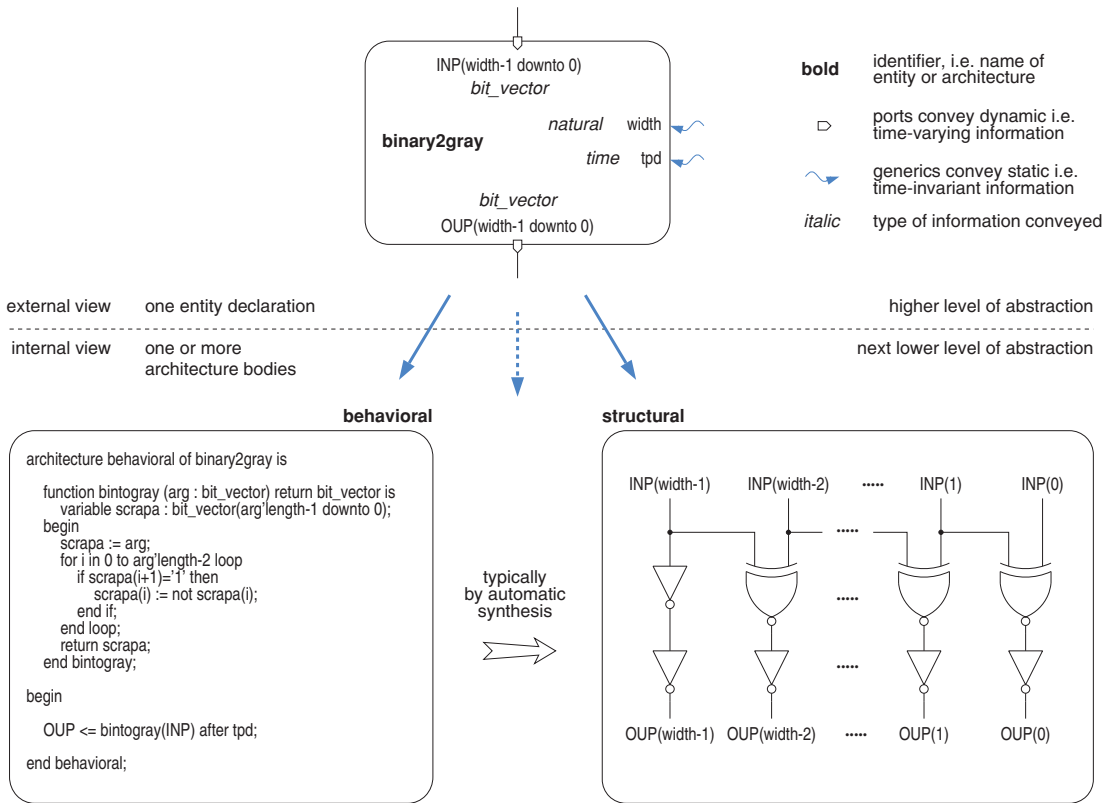 INP(width-1 downto 0)
bit_vector
natural width
binary2gray
time tpd
bit_vector
OUP(width-1 downto 0)
bold identifier, i.e. name of
entity or architecture
ports convey dynamic i.e.
time-varying information
generics convey static i.e.
time-invariant information
italic type of information conveyed
external view one entity declaration higher level of abstraction
internal view one or more next lower level of abstraction
architecture bodies
behavioral
architecture behavioral of binary2gray is
function bintogray (arg : bit_vector) return bit_vector is
variable scrapa : bit_vector(arg'length-1 downto 0);
begin
scrapa := arg;
for i in 0 to arg'length-2 loop
if scrapa(i+1)='1' then
scrapa(i) := not scrapa(i);
end if;
end loop;
return scrapa;
end bintogray;
begin
OUP <= bintogray(INP) after tpd;
end behavioral;
typically
by automatic
synthesis
structural
INP(width-1) INP(width-2) ..... INP(1) INP(0)
.....
.....
.....
OUP(width-1) OUP(width-2) ..... OUP(1) OUP(0)